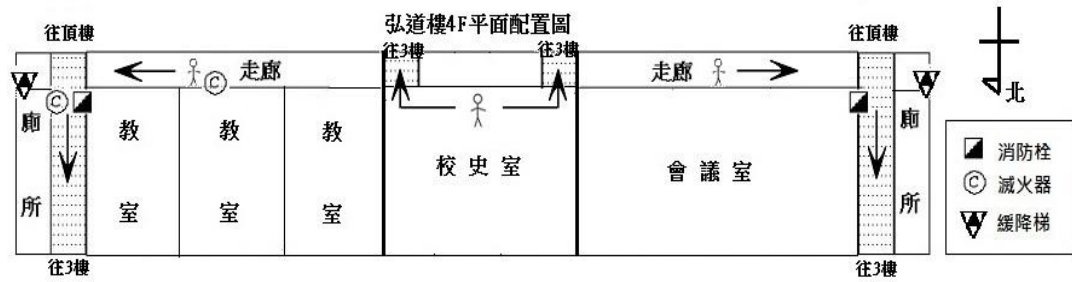 弘道樓4F平面配置圖
往頂樓
往3樓
往3樓
往頂樓
走廊
走廊
北
廁所
教室
教室
教室
校史室
會議室
廁所
往3樓
往3樓
消防栓
滅火器
緩降梯
C
C
C